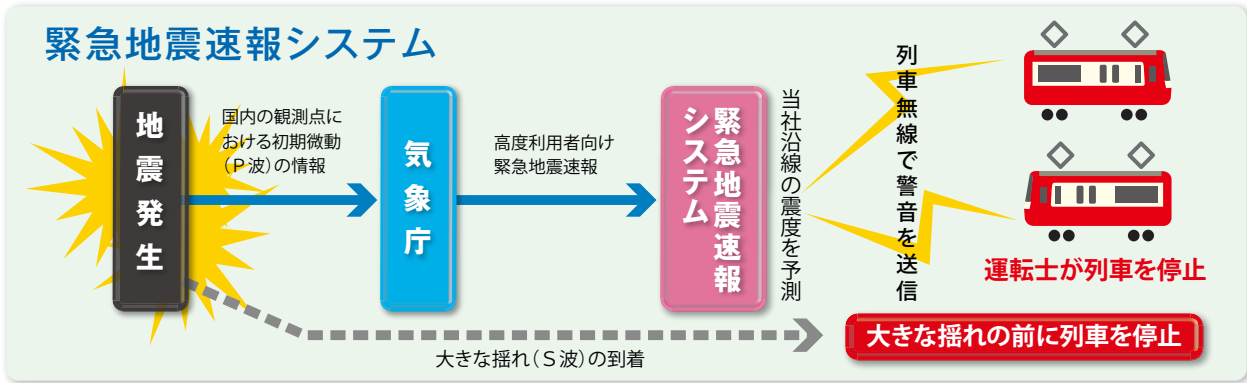 緊急地震速報システム
地震発生
国内の観測点に
おける初期微動
（P波）の情報
気象庁
高度利用者向け
緊急地震速報
緊急地震速報
システム
当社沿線の震度を予測
列車無線で警音を送信
運転士が列車を停止
大きな揺れ（S波）の到着
大きな揺れの前に列車を停止